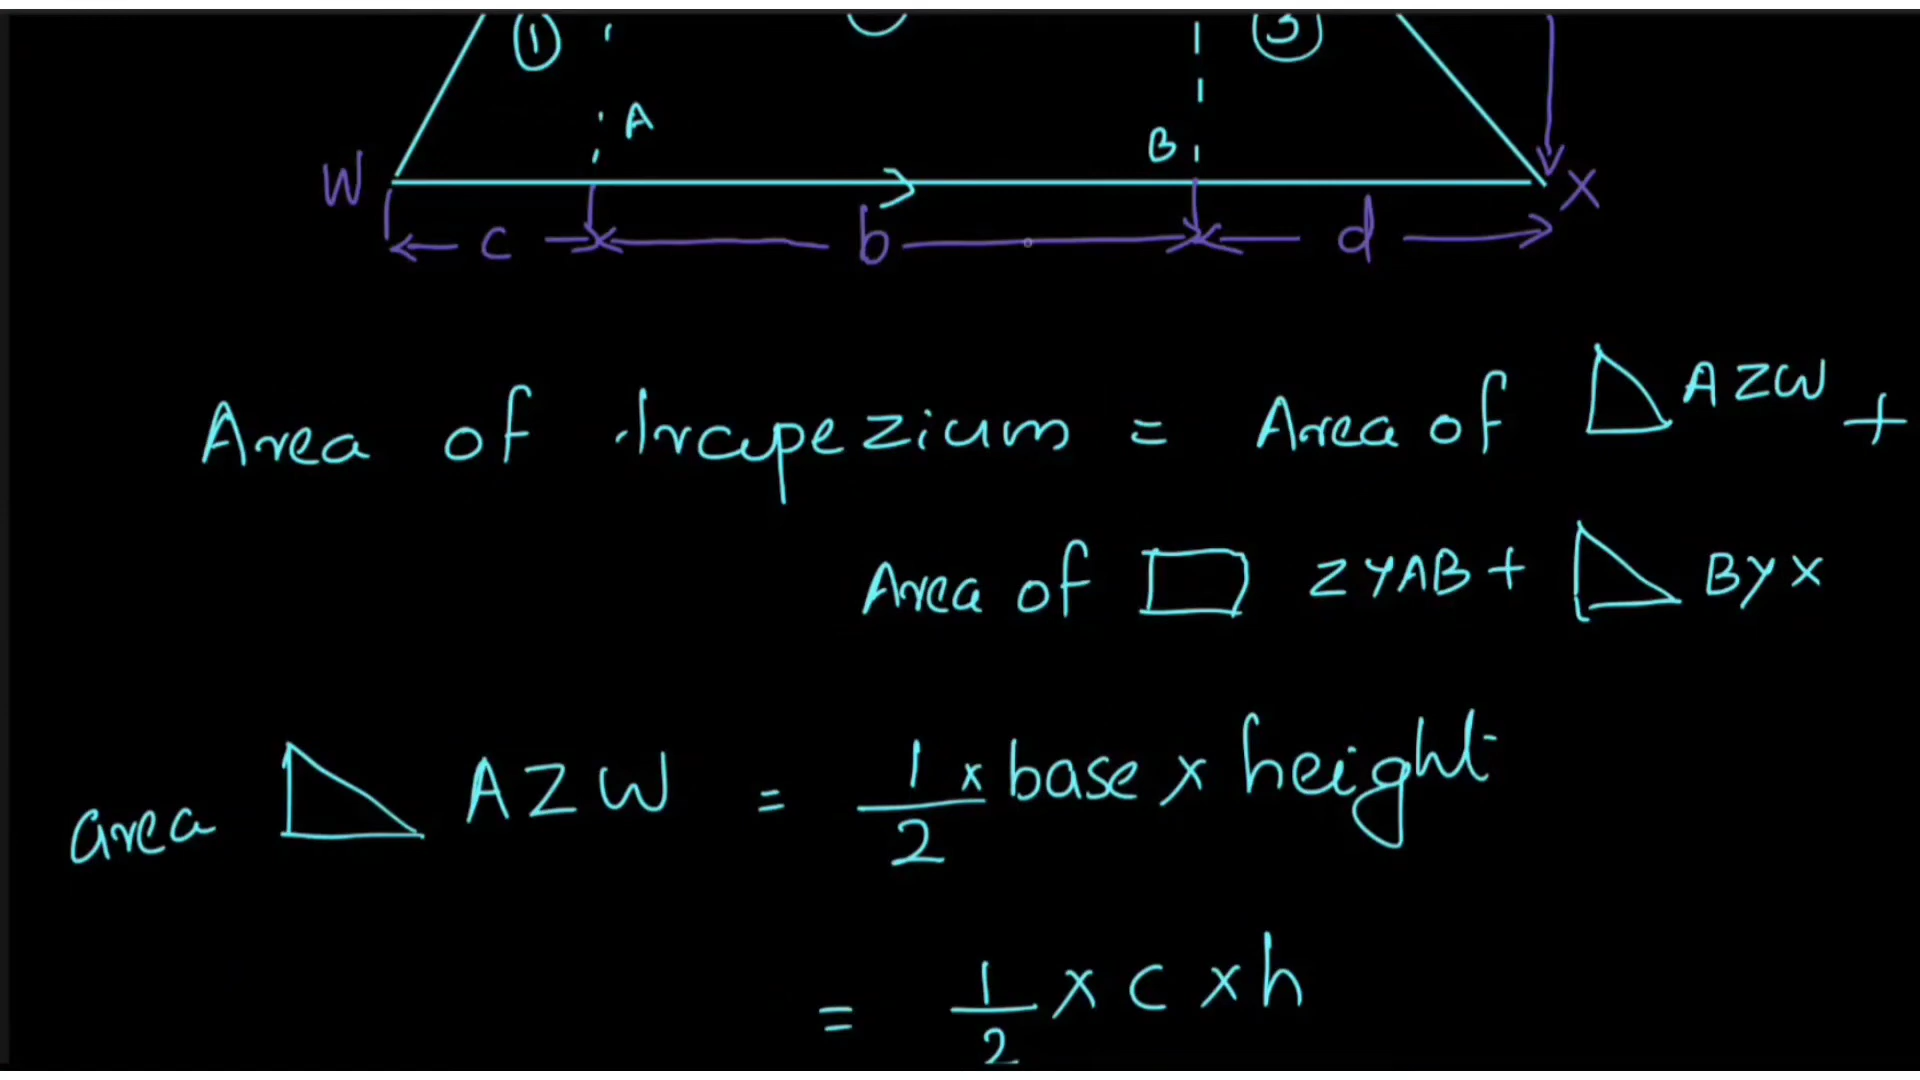 ① ③
A
B
W X
c b d
Area of trapezium = Area of △ AZW +
Area of ▭ ZYAB + △ BYX
area △ AZW = 1/2 × base × height
= 1/2 × c × h